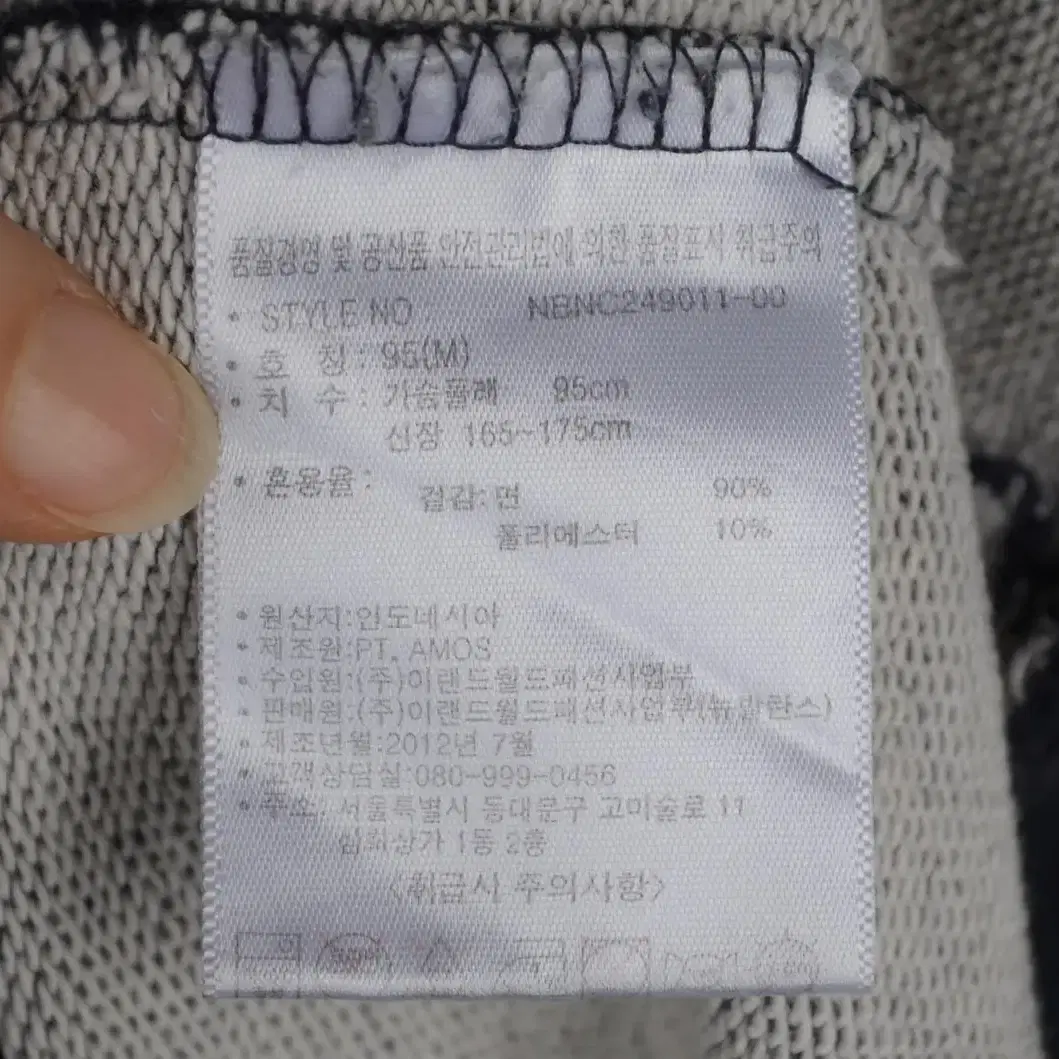 품질경영 및 공산품 안전관리법에 의한 품질표시 취급주의
• STYLE NO NBNC249011-00
• 호 칭 : 95(M)
• 치 수 : 가슴둘레 95cm
신장 165~175cm
• 혼용율 : 겉감: 면 90%
폴리에스터 10%
• 원산지:인도네시아
• 제조원:PT. AMOS
• 수입원:(주)이랜드월드패션사업부
• 판매원:(주)이랜드월드패션사업부(뉴발란스)
• 제조년월:2012년 7월
• 고객상담실:080-999-0456
• 주소: 서울특별시 동대문구 고미술로 11
삼희상가 1동 2층
<취급시 주의사항>